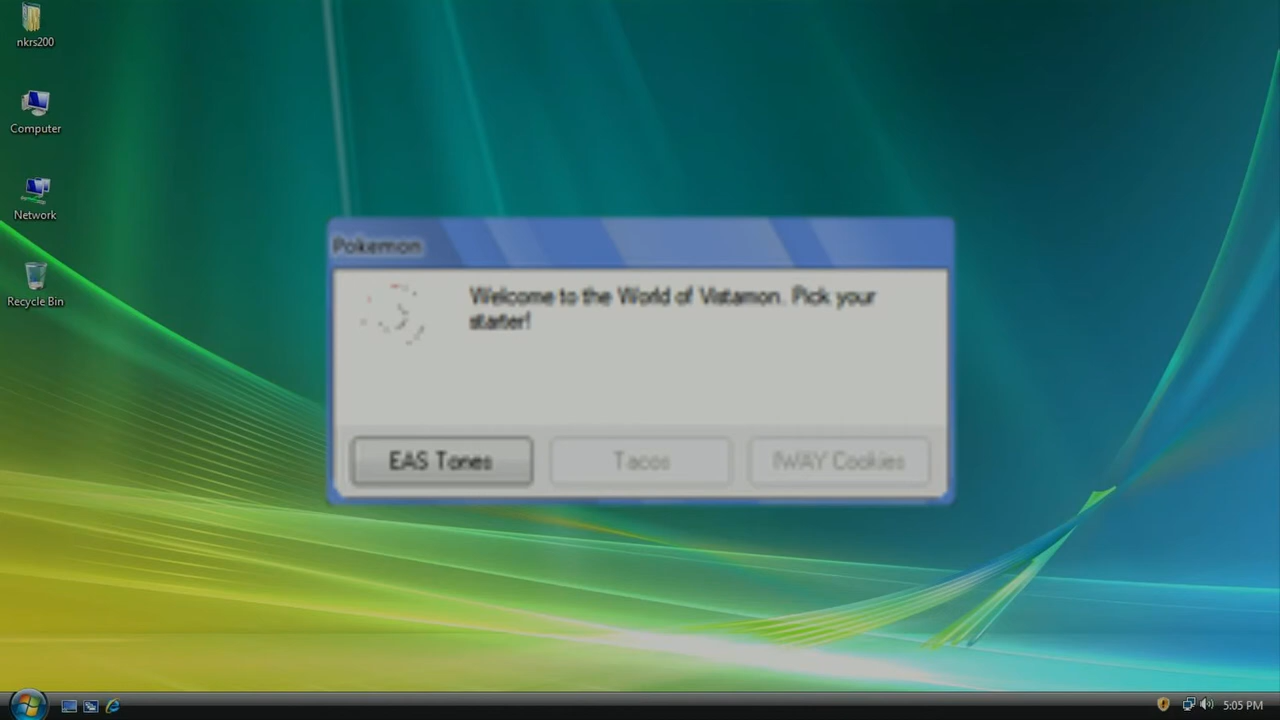 nkrs200
Computer
Network
Recycle Bin
Pokemon
Welcome to the World of Vistamon. Pick your
starter!
EAS Tones
Tacos
IWAY Cookies
5:05 PM